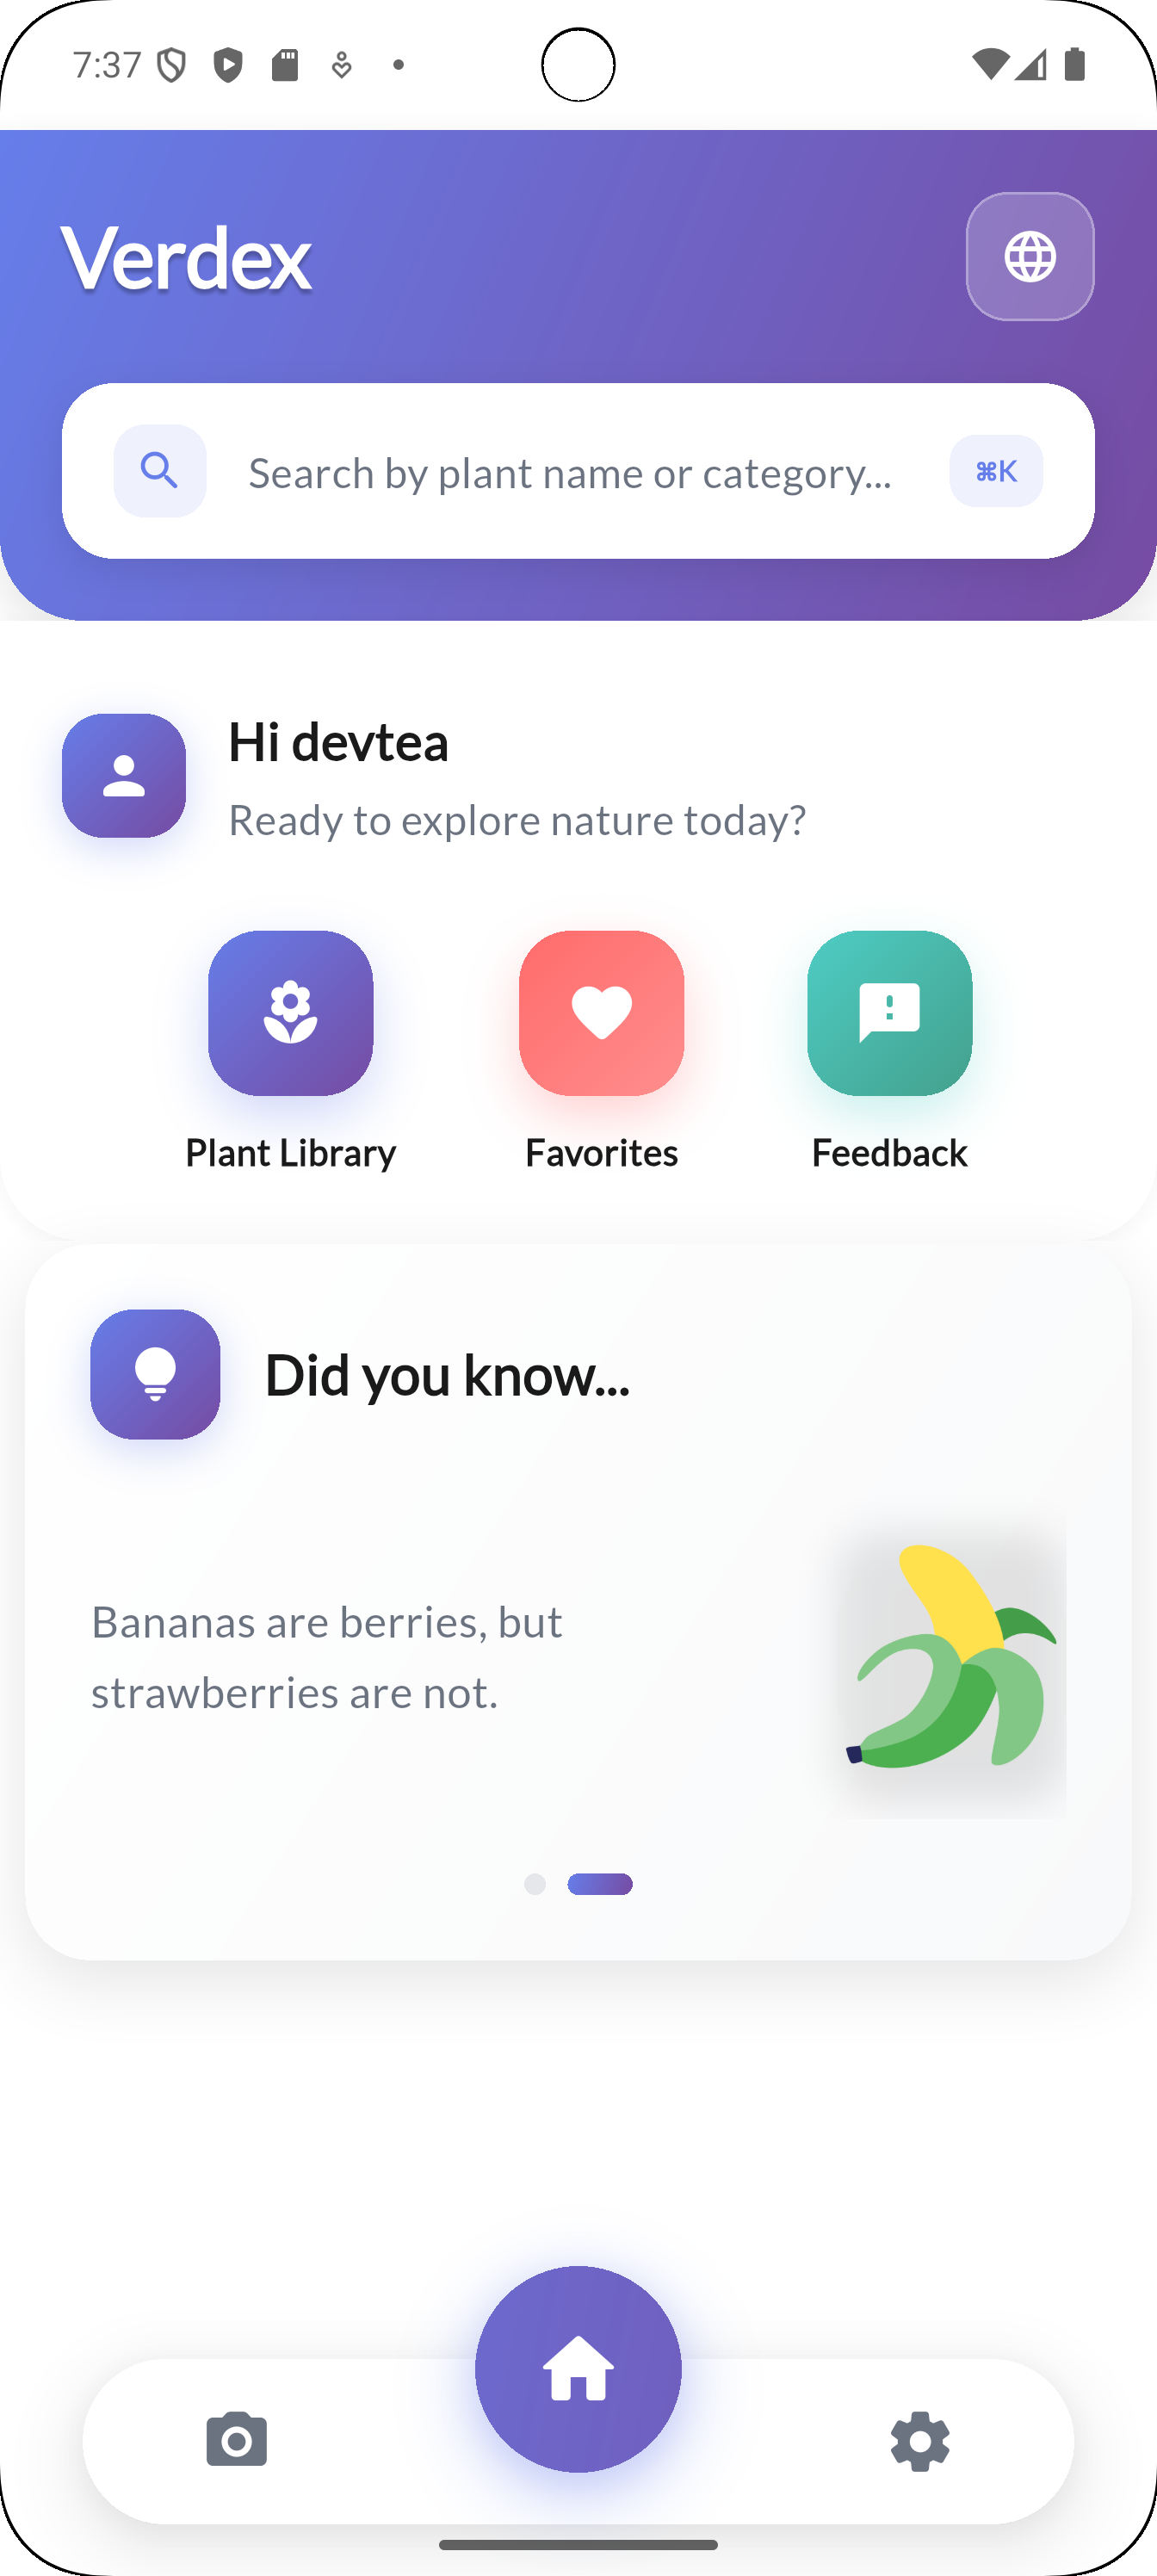 7:37
Verdex
Search by plant name or category...
⌘K
Hi devtea
Ready to explore nature today?
Plant Library
Favorites
Feedback
Did you know...
Bananas are berries, but
strawberries are not.